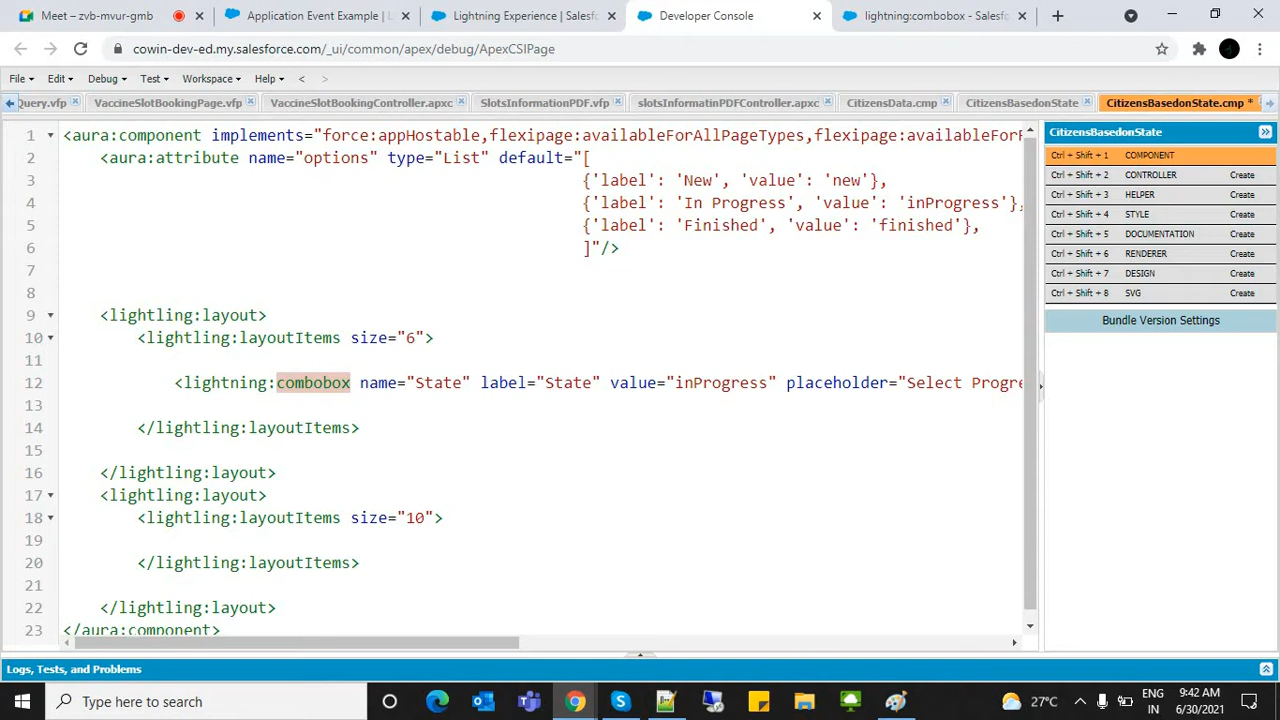 Meet – zvb-mvur-gmb
Application Event Example | L
Lightning Experience | Salesf
Developer Console
lightning:combobox - Salesfo
cowin-dev-ed.my.salesforce.com/_ui/common/apex/debug/ApexCSIPage
File Edit Debug Test Workspace Help < >
Query.vfp VaccineSlotBookingPage.vfp VaccineSlotBookingController.apxc SlotsInformationPDF.vfp slotsInformatinPDFController.apxc CitizensData.cmp CitizensBasedonState CitizensBasedonState.cmp *
1 <aura:component implements="force:appHostable,flexipage:availableForAllPageTypes,flexipage:availableForR
2 <aura:attribute name="options" type="List" default="[
3 {'label': 'New', 'value': 'new'},
4 {'label': 'In Progress', 'value': 'inProgress'},
5 {'label': 'Finished', 'value': 'finished'},
6 ]"/>
7
8
9 <lightling:layout>
10 <lightling:layoutItems size="6">
11
12 <lightning:combobox name="State" label="State" value="inProgress" placeholder="Select Progre
13
14 </lightling:layoutItems>
15
16 </lightling:layout>
17 <lightling:layout>
18 <lightling:layoutItems size="10">
19
20 </lightling:layoutItems>
21
22 </lightling:layout>
23 </aura:component>
CitizensBasedonState
Ctrl + Shift + 1 COMPONENT
Ctrl + Shift + 2 CONTROLLER Create
Ctrl + Shift + 3 HELPER Create
Ctrl + Shift + 4 STYLE Create
Ctrl + Shift + 5 DOCUMENTATION Create
Ctrl + Shift + 6 RENDERER Create
Ctrl + Shift + 7 DESIGN Create
Ctrl + Shift + 8 SVG Create
Bundle Version Settings
Logs, Tests, and Problems
Type here to search
27°C
ENG
IN
9:42 AM
6/30/2021